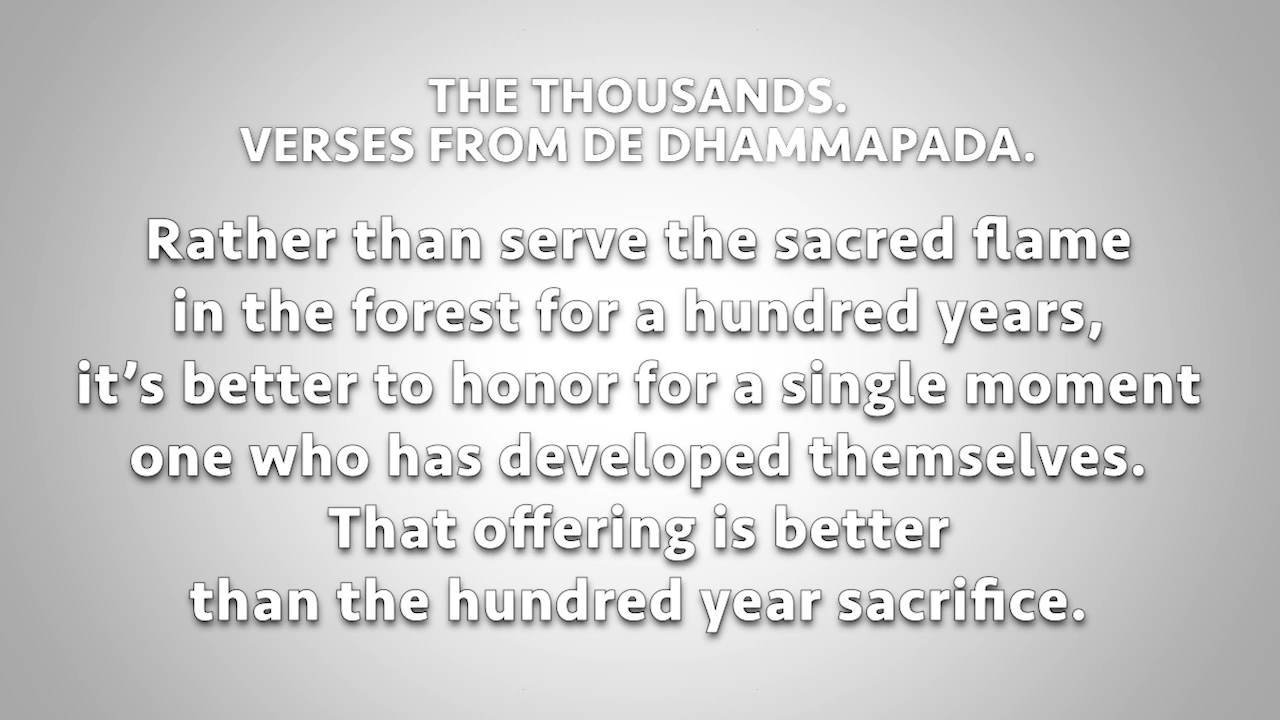 THE THOUSANDS.
VERSES FROM DE DHAMMAPADA.
Rather than serve the sacred flame
in the forest for a hundred years,
it’s better to honor for a single moment
one who has developed themselves.
That offering is better
than the hundred year sacrifice.